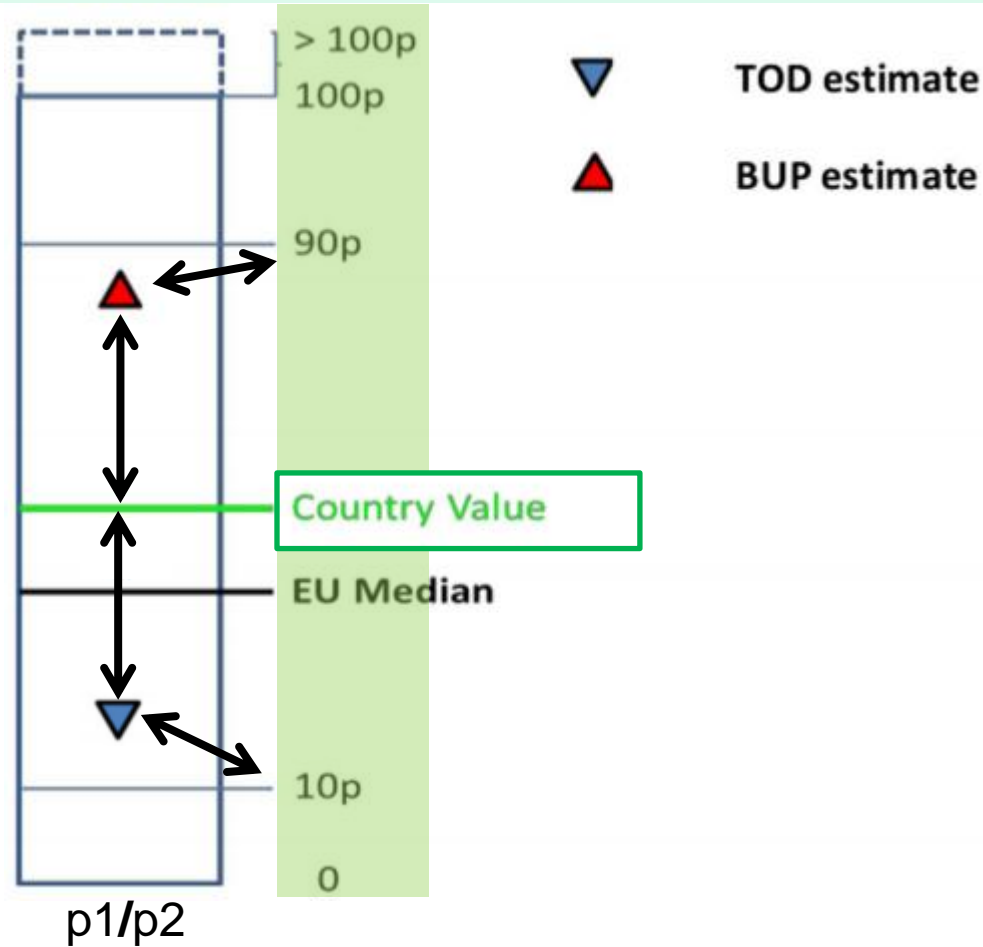 > 100p
100p
TOD estimate
BUP estimate
90p
Country Value
EU Median
10p
0
p1/p2